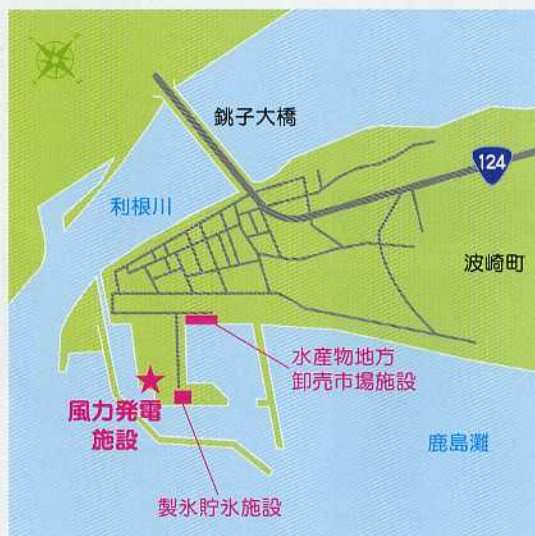 銚子大橋
124
利根川
波崎町
水産物地方
卸売市場施設
風力発電
施設
鹿島灘
製氷貯氷施設